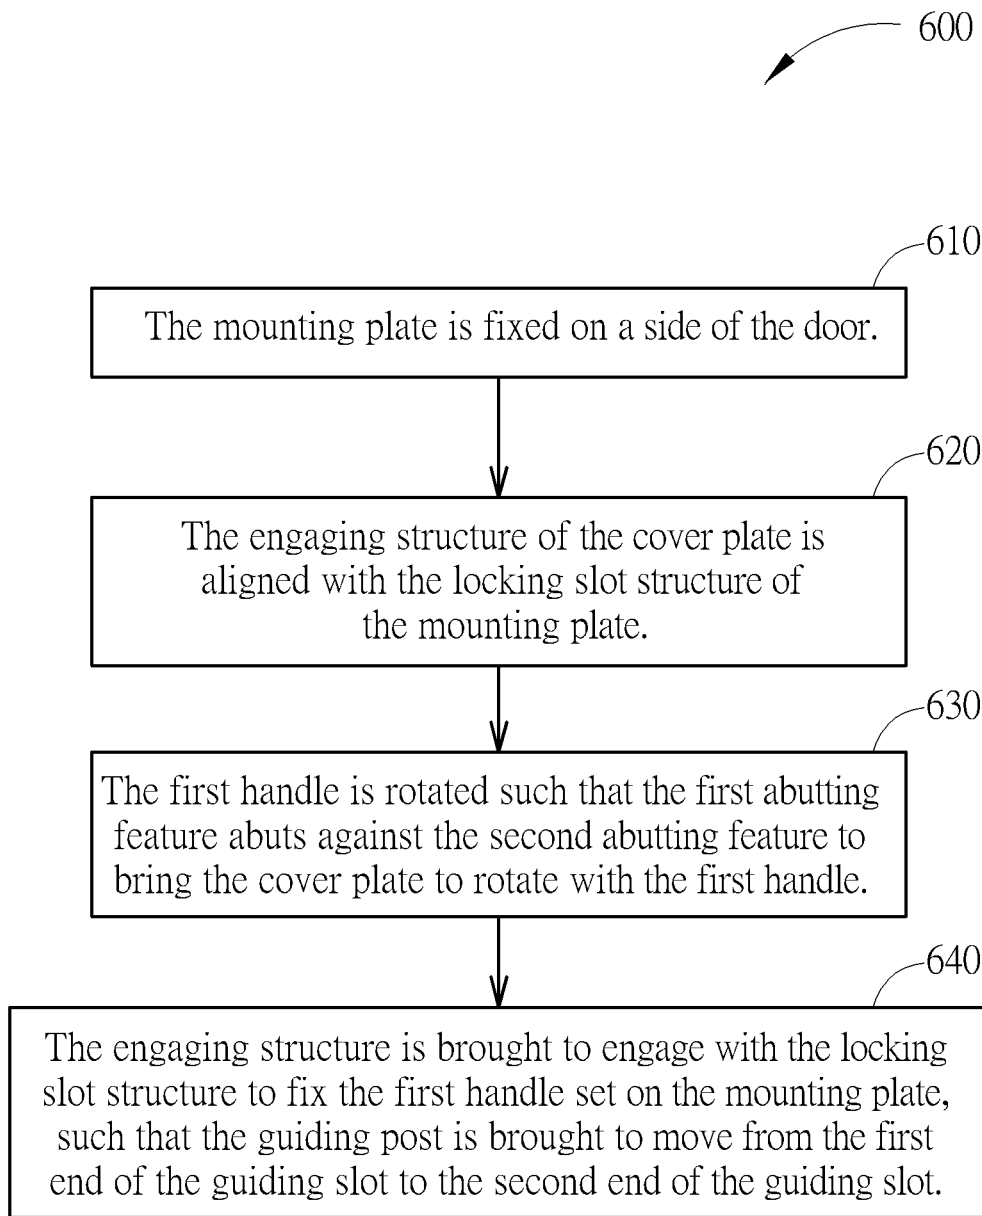 600
610
The mounting plate is fixed on a side of the door.
620
The engaging structure of the cover plate is
aligned with the locking slot structure of
the mounting plate.
630
The first handle is rotated such that the first abutting
feature abuts against the second abutting feature to
bring the cover plate to rotate with the first handle.
640
The engaging structure is brought to engage with the locking
slot structure to fix the first handle set on the mounting plate,
such that the guiding post is brought to move from the first
end of the guiding slot to the second end of the guiding slot.